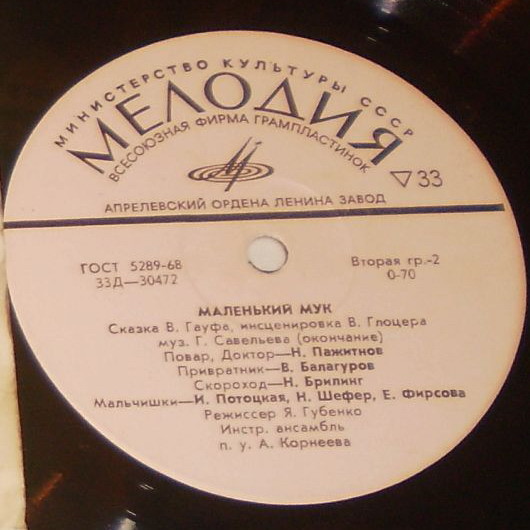 МИНИСТЕРСТВО КУЛЬТУРЫ СССР
МЕЛОДИЯ
ВСЕСОЮЗНАЯ ФИРМА ГРАМПЛАСТИНОК
▽33
АПРЕЛЕВСКИЙ ОРДЕНА ЛЕНИНА ЗАВОД
ГОСТ 5289-68
33Д—30472
Вторая гр.-2
0-70
МАЛЕНЬКИЙ МУК
Сказка В. Гауфа, инсценировка В. Глоцера
муз. Г. Савельева (окончание)
Повар, Доктор—Н. Пажитнов
Привратник—В. Балагуров
Скороход—Н. Брилинг
Мальчишки—И. Потоцкая, Н. Шефер, Е. Фирсова
Режиссер Я. Губенко
Инстр. ансамбль
п. у. А. Корнеева